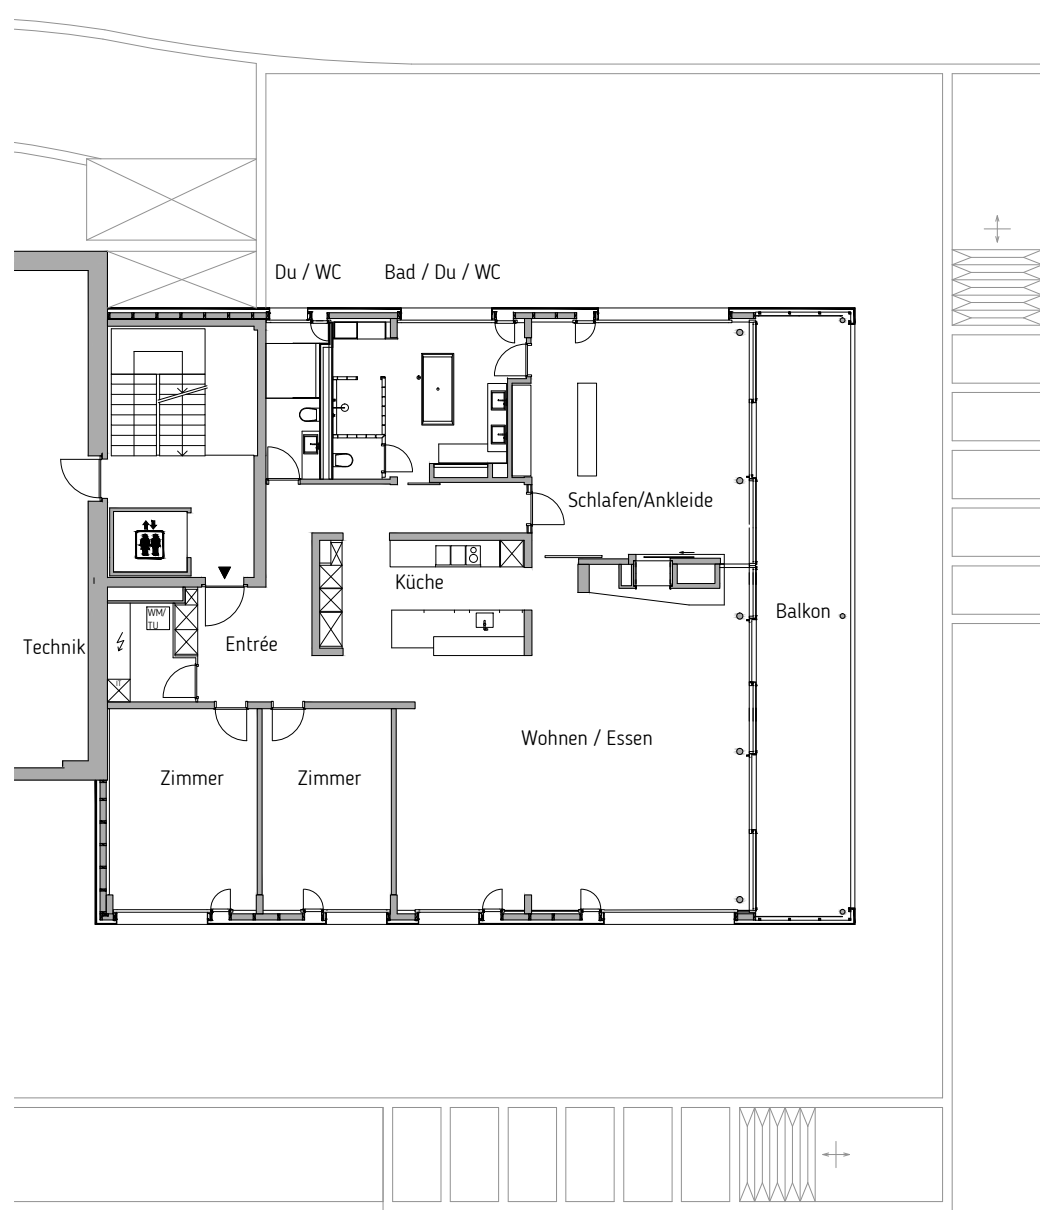 Du / WC
Bad / Du / WC
Schlafen/Ankleide
Küche
Balkon
WM/
TU
Technik
Entrée
Wohnen / Essen
Zimmer
Zimmer